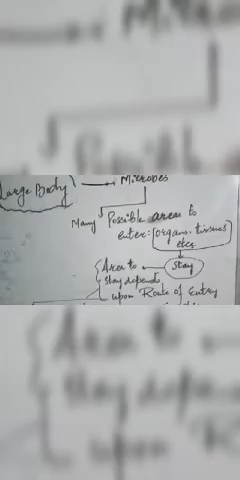 Large Body → Microbes
Many Possible areas to
enter: [organs, tissues
etc.
Area to — Stay
stay depends
upon Route of Entry